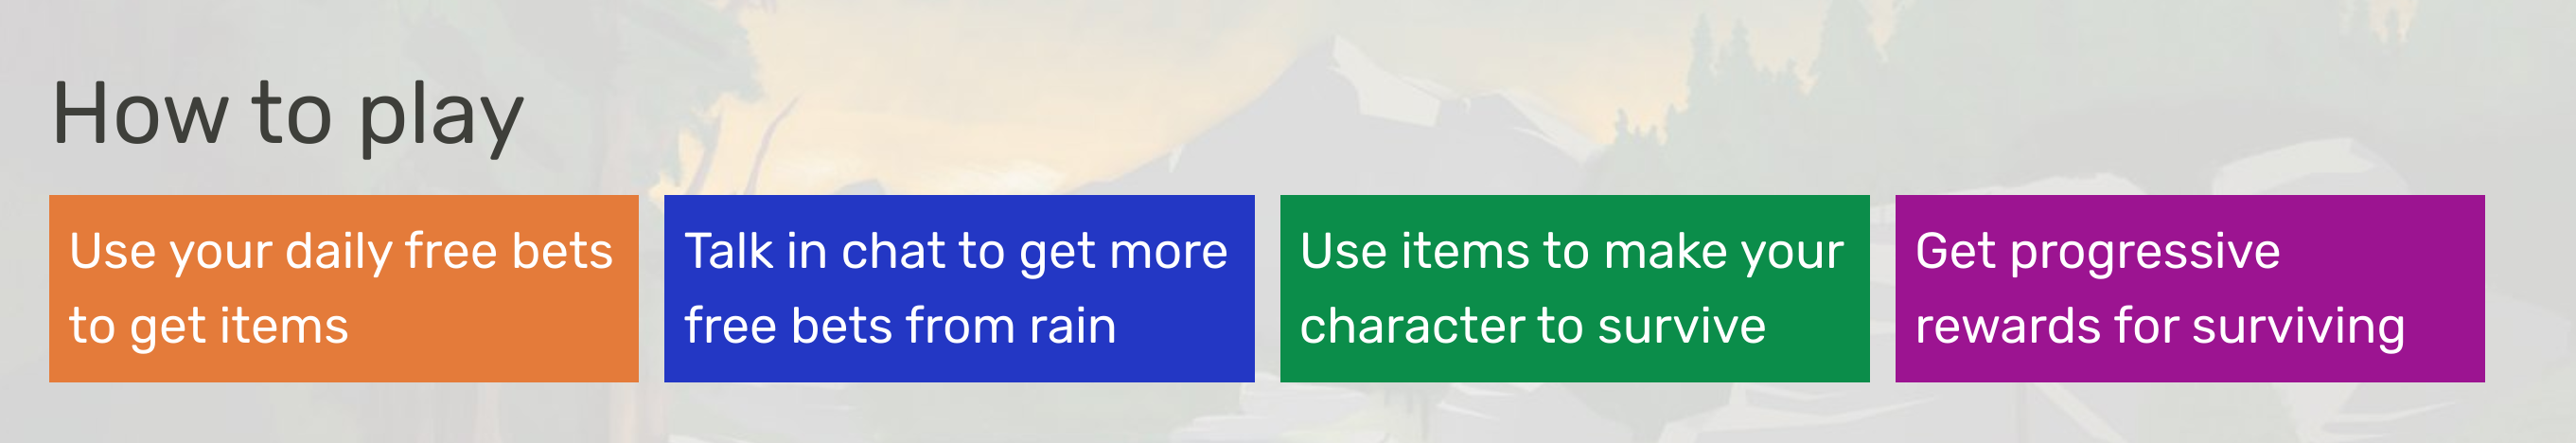 How to play
Use your daily free bets
to get items
Talk in chat to get more
free bets from rain
Use items to make your
character to survive
Get progressive
rewards for surviving